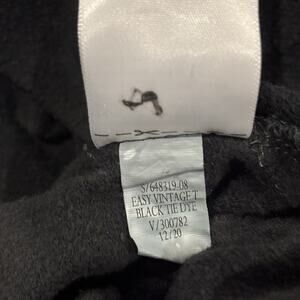 S/648319-08
EASY VINTAGE T
BLACK TIE DYE
V/300782
12/20